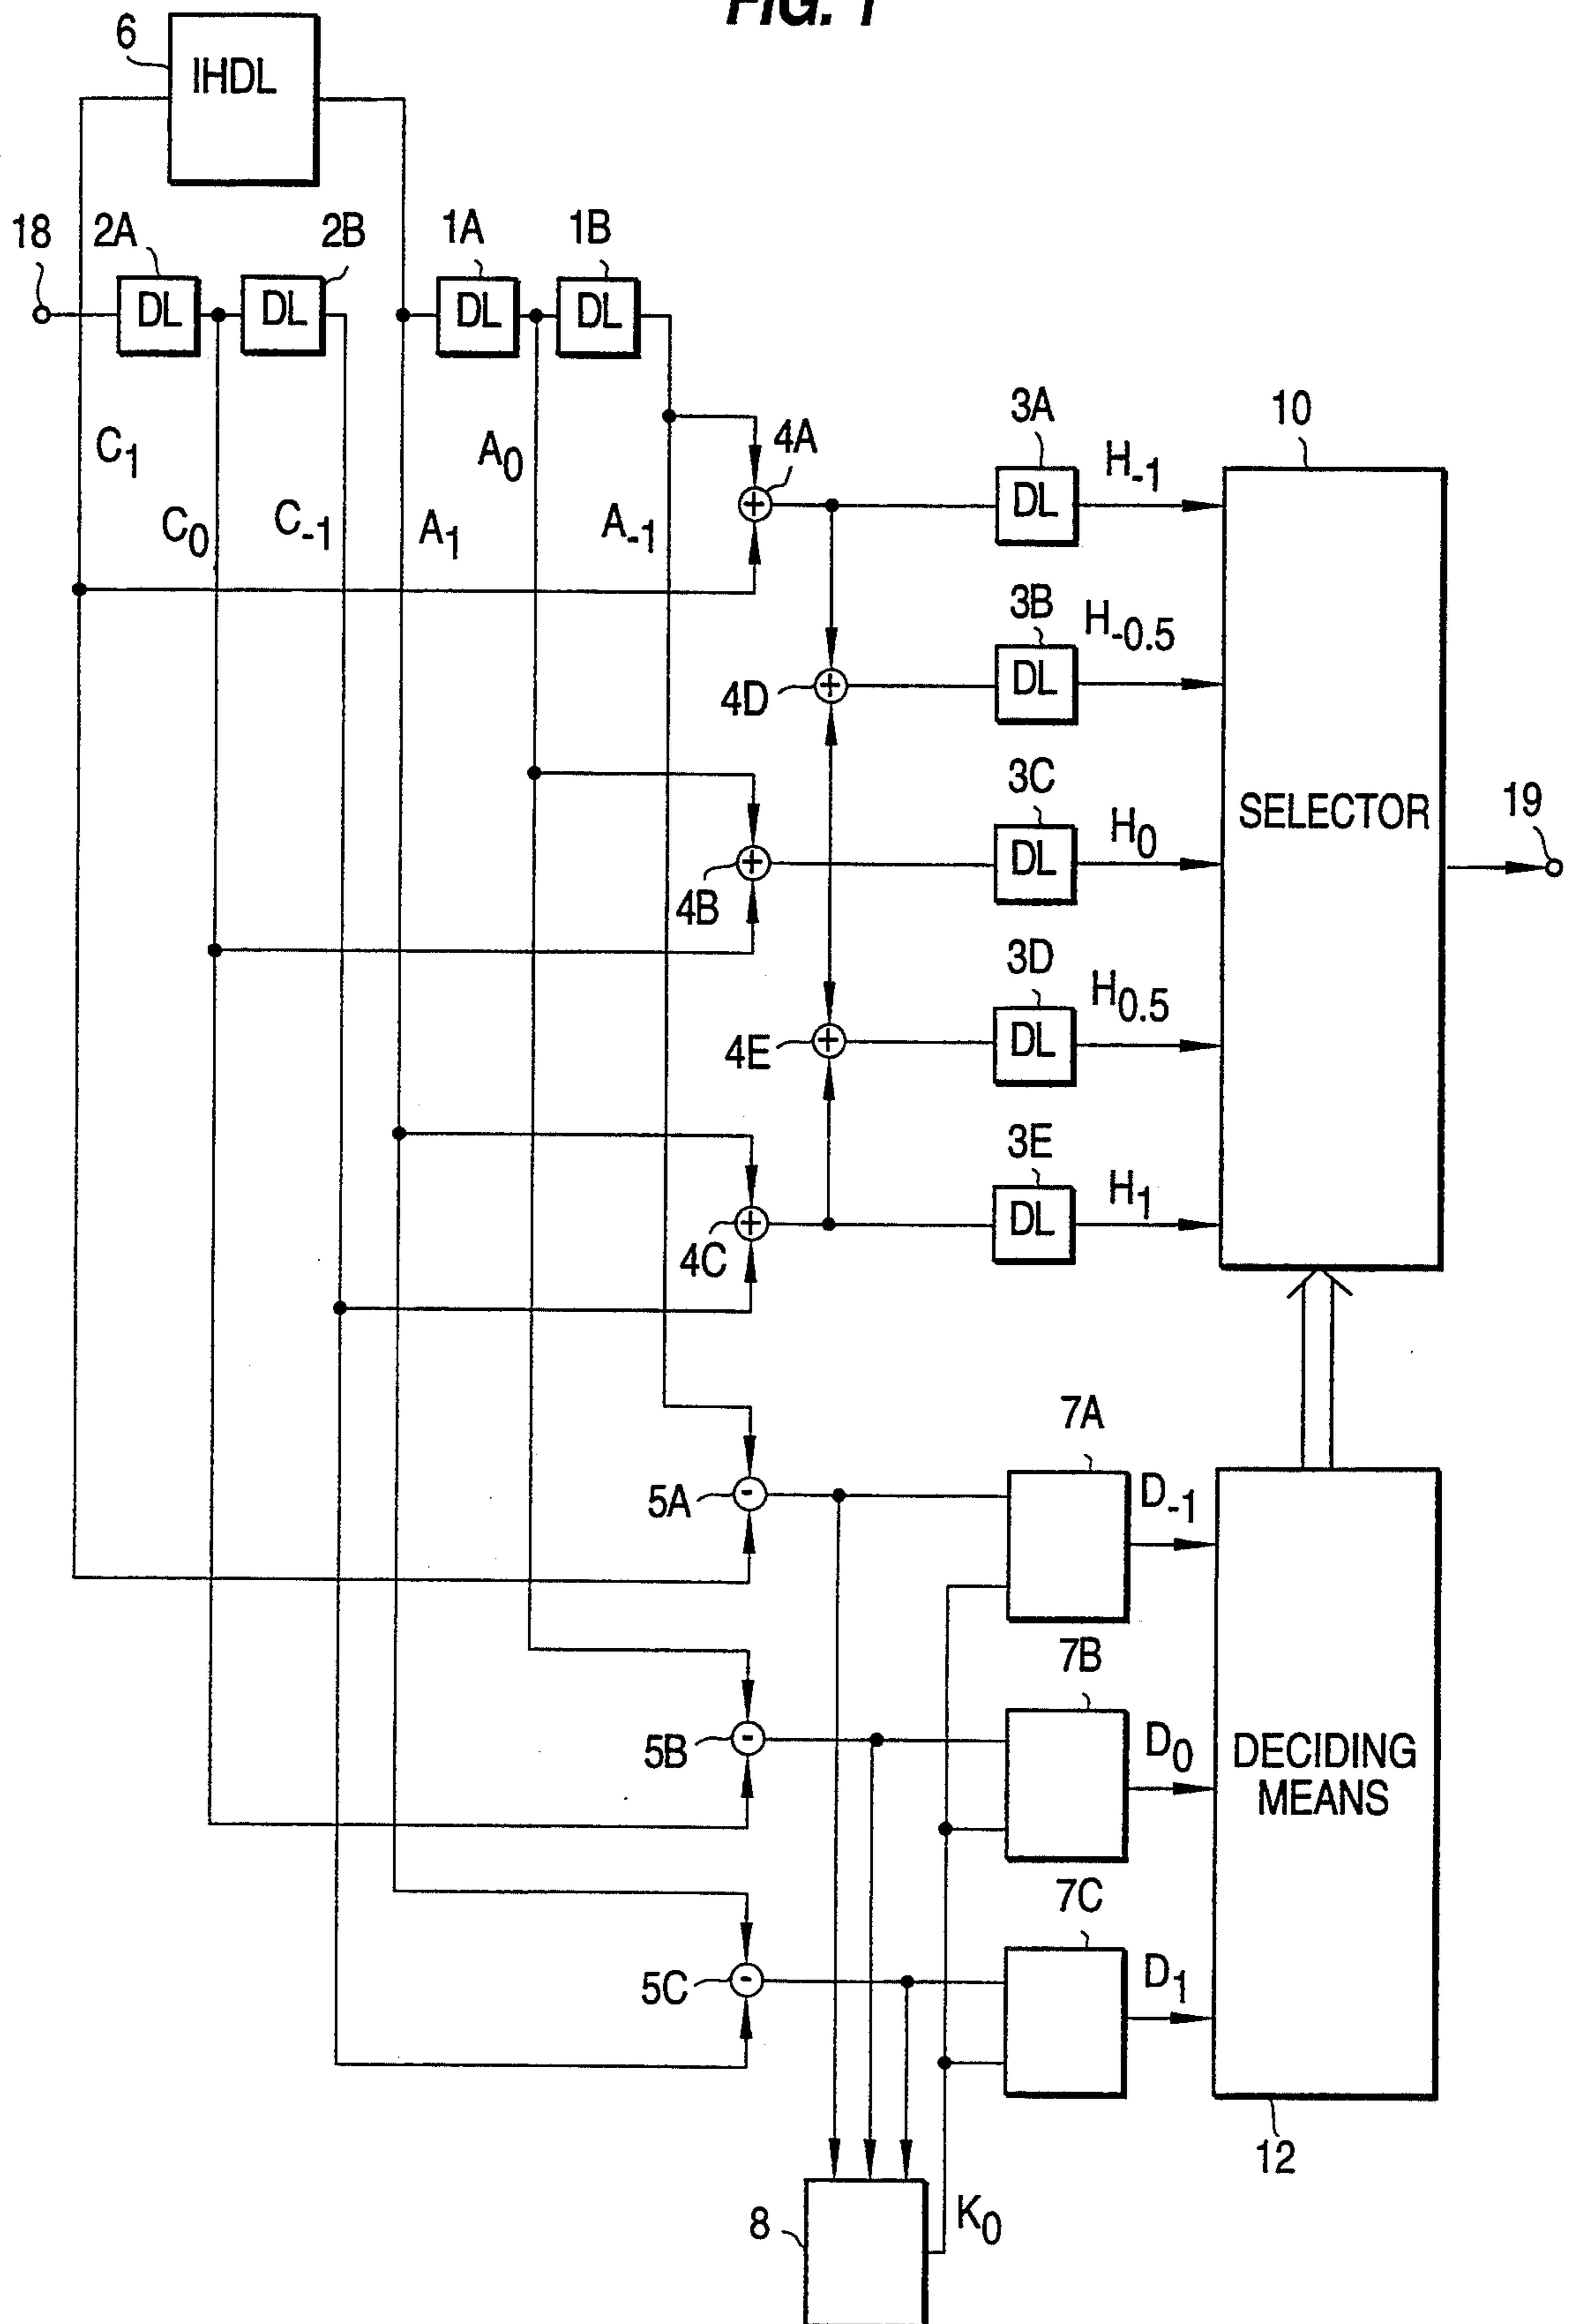 FIG. 1
6
IHDL
18
2A
2B
1A
1B
DL
DL
DL
DL
C1
C0
C-1
A1
A0
A-1
4A
3A
DL
H-1
10
3B
DL
H-0.5
4D
3C
DL
H0
SELECTOR
19
4B
3D
DL
H0.5
4E
3E
DL
H1
4C
7A
D-1
5A
7B
D0
5B
DECIDING
MEANS
7C
D1
5C
12
8
K0